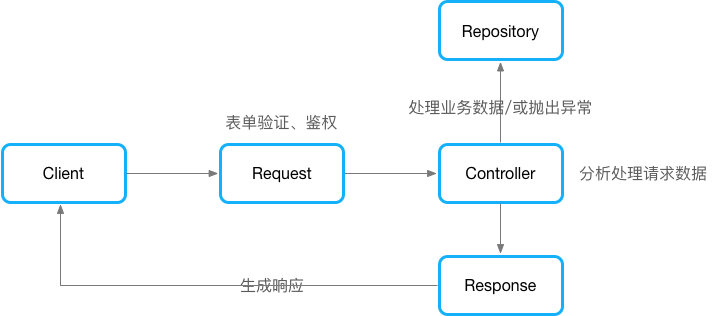 Repository
处理业务数据/或抛出异常
表单验证、鉴权
Client
Request
Controller
分析处理请求数据
生成响应
Response